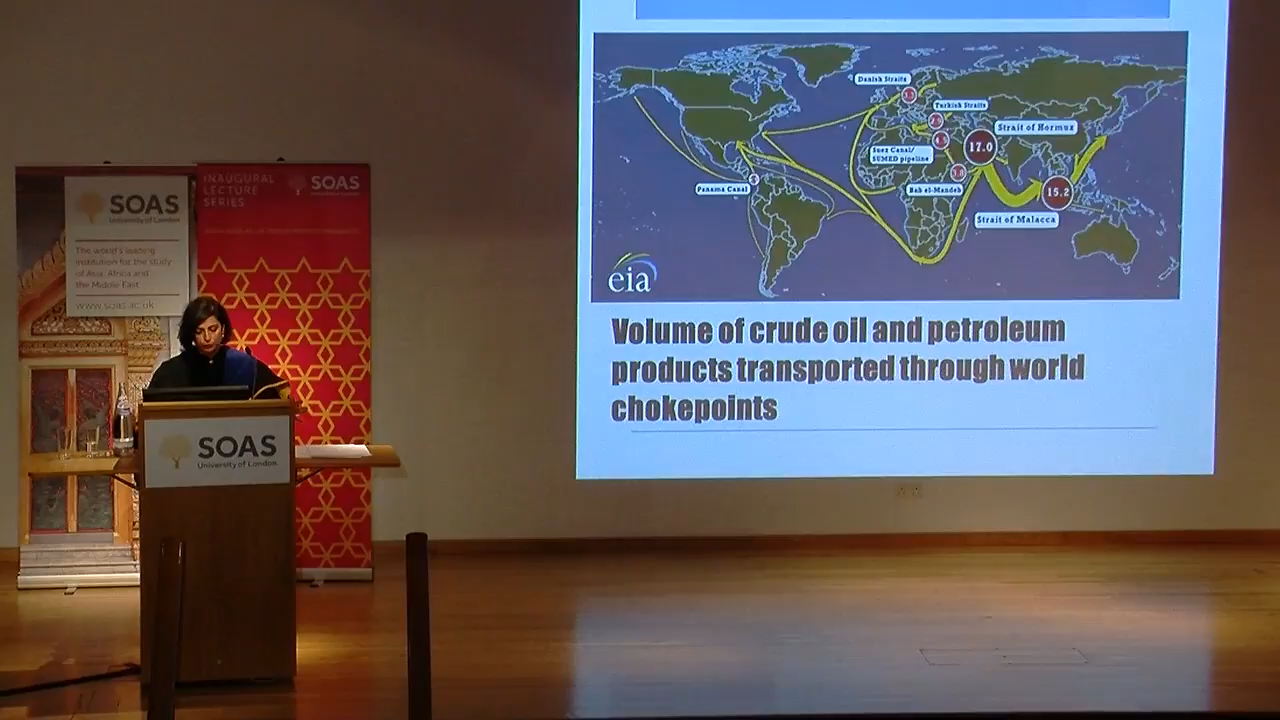 SOAS
University of London
The world's leading
institution for the study
of Asia, Africa and
the Middle East
www.soas.ac.uk
INAUGURAL
LECTURE
SERIES
SOAS
SOAS
University of London
Danish Straits
Turkish Straits
Strait of Hormuz
17.0
Suez Canal/
SUMED pipeline
Bab el-Mandeb
3.8
Panama Canal
15.2
Strait of Malacca
eia
Volume of crude oil and petroleum
products transported through world
chokepoints